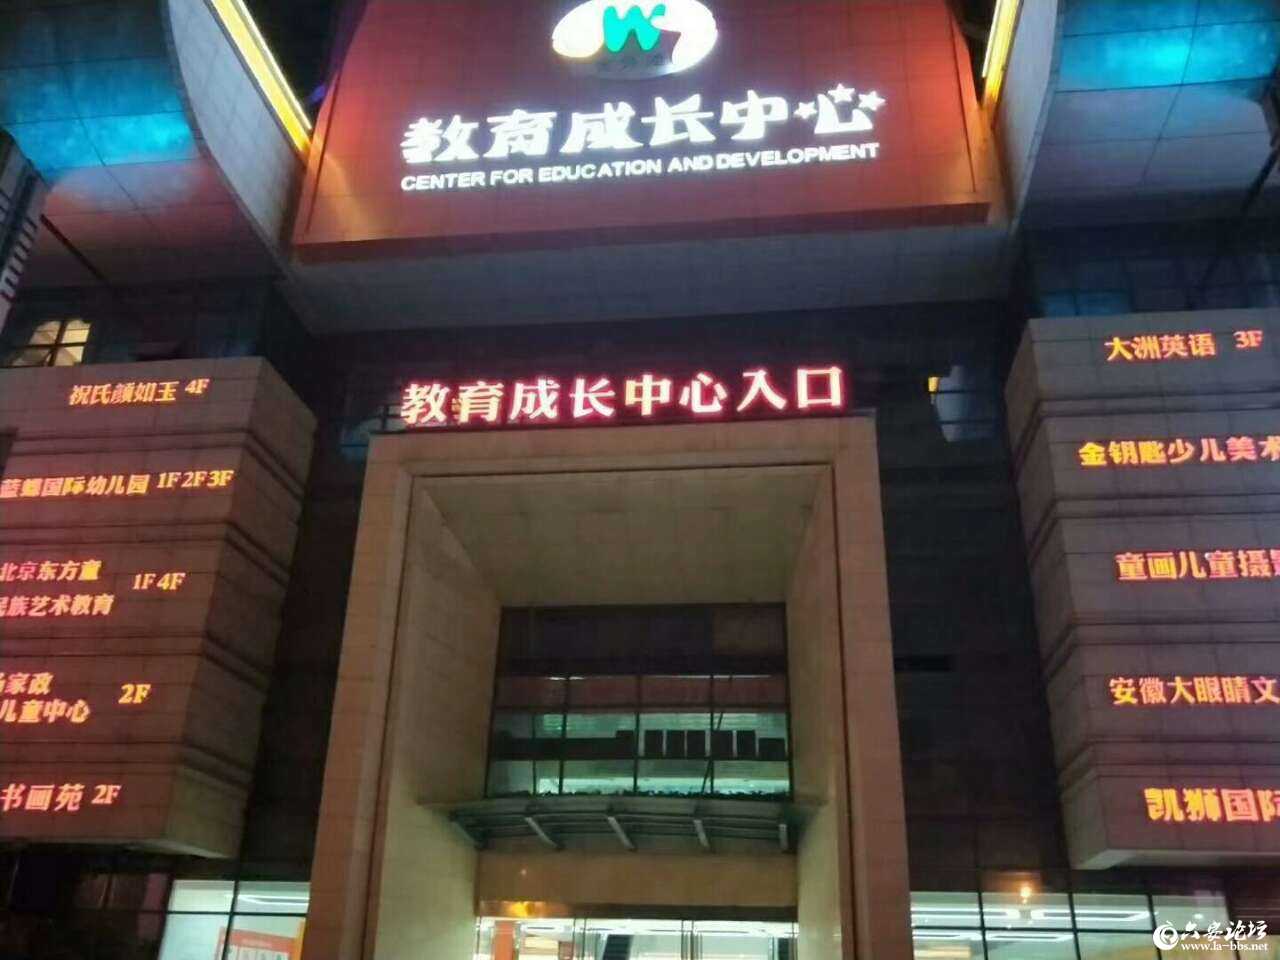 教育成长中心
CENTER FOR EDUCATION AND DEVELOPMENT
教育成长中心入口
祝氏颜如玉 4F
蓝螺国际幼儿园 1F 2F 3F
北京东方童
民族艺术教育
1F 4F
家政
儿童中心
2F
书画苑 2F
大洲英语 3F
金钥匙少儿美术
童画儿童摄影
安徽大眼睛文
凯狮国际
六安论坛
www.la-bbs.net